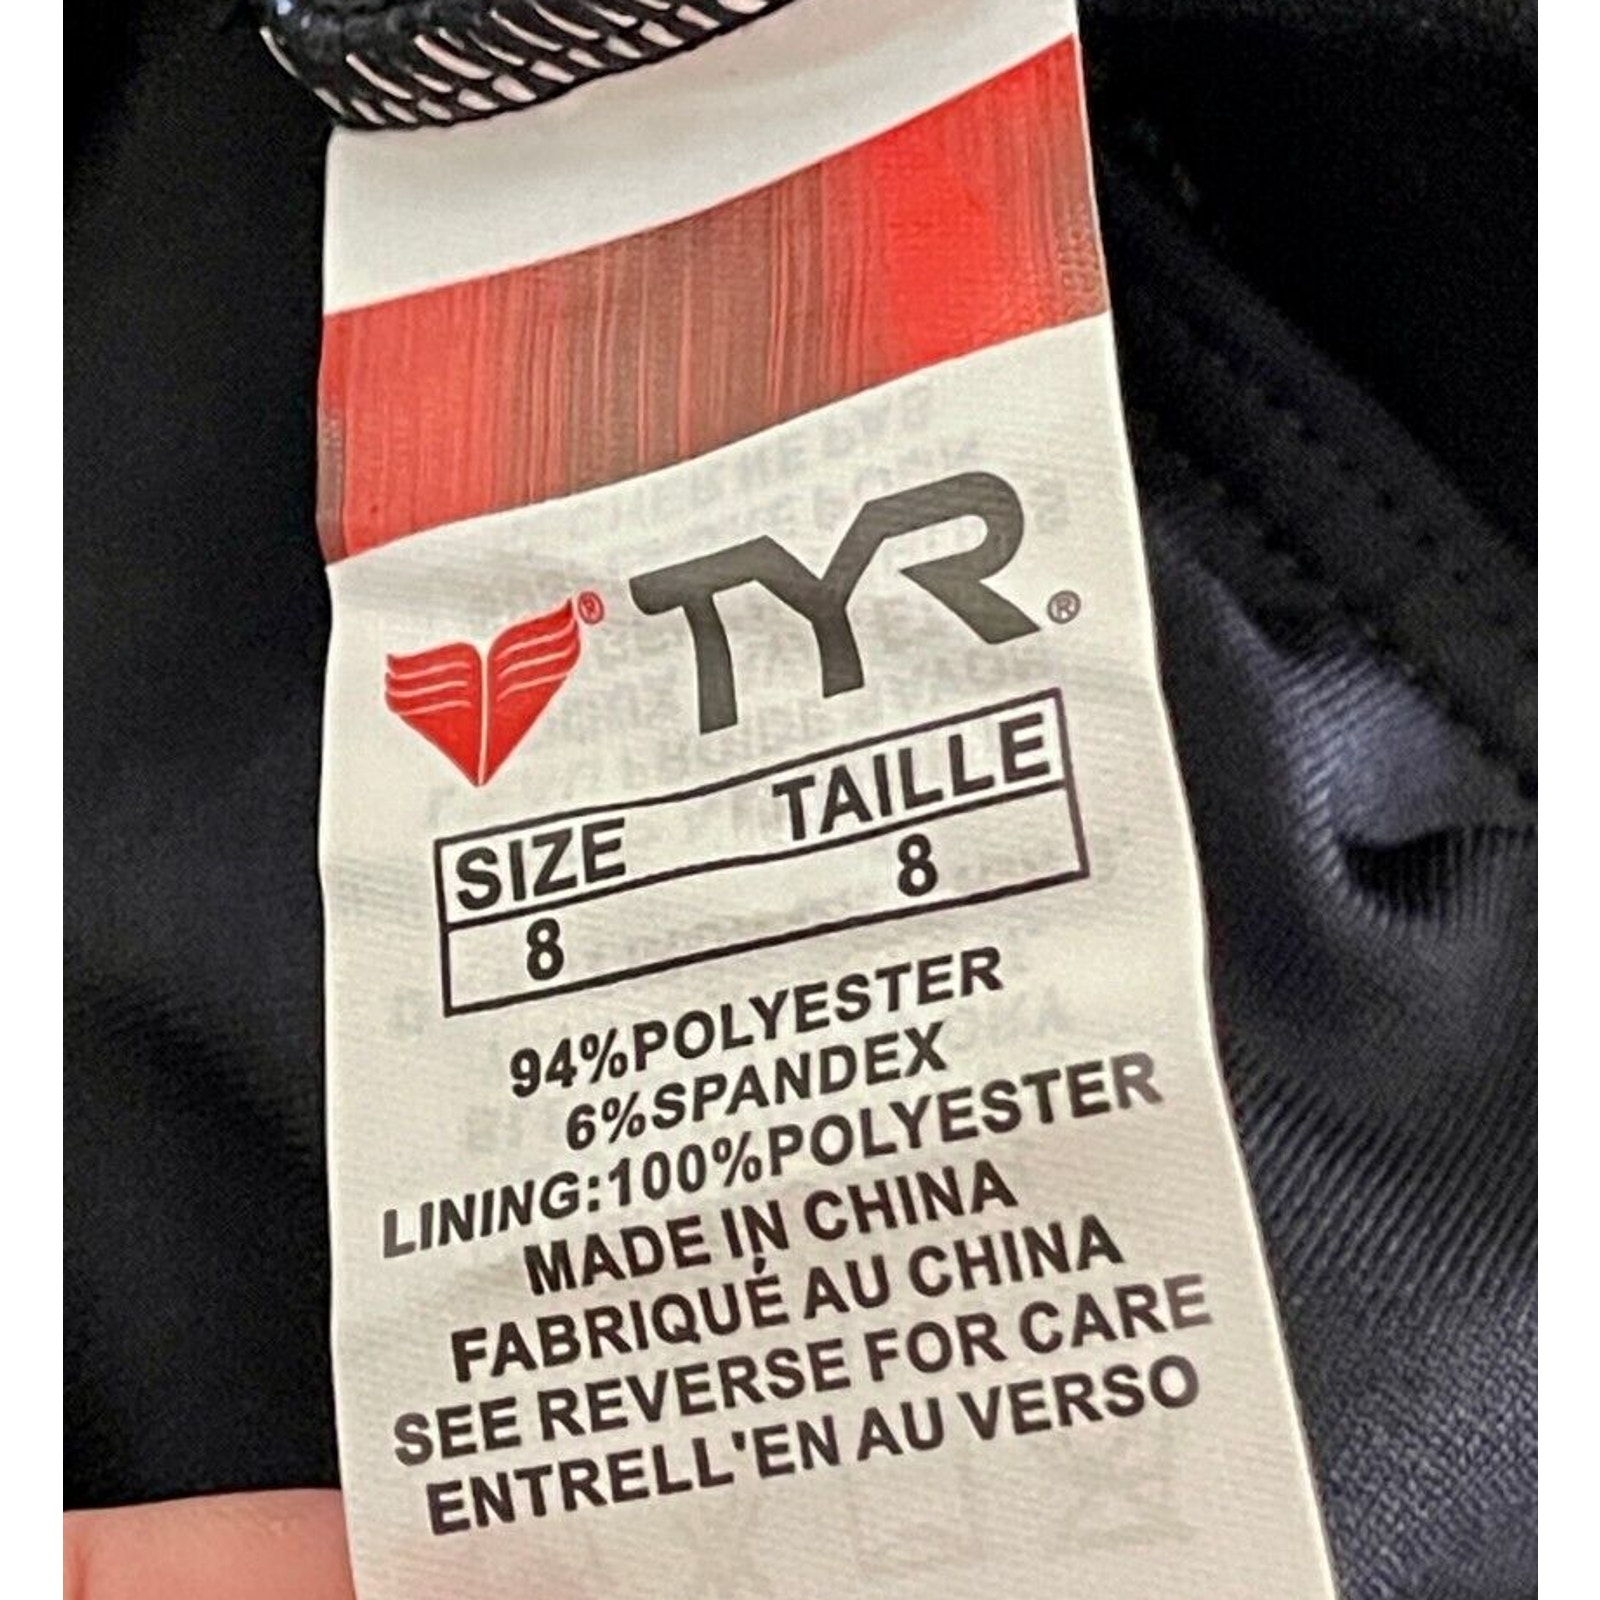 ® TYR®
SIZE TAILLE
8 8
94%POLYESTER
6%SPANDEX
LINING:100%POLYESTER
MADE IN CHINA
FABRIQUÉ AU CHINA
SEE REVERSE FOR CARE
ENTRELL'EN AU VERSO